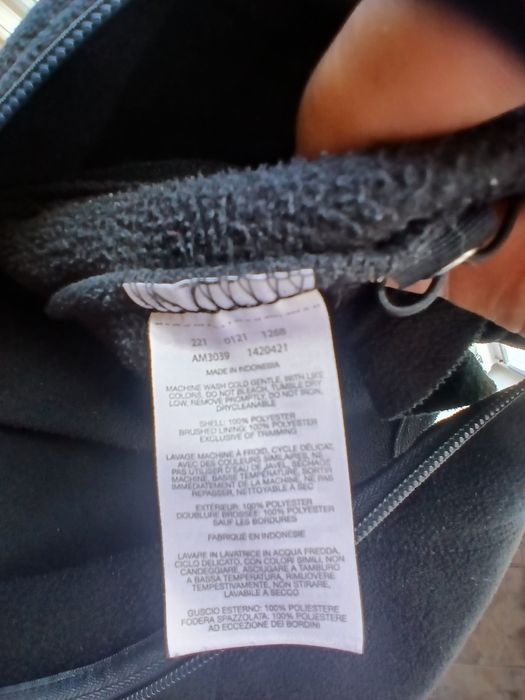 221 0121 1268
AM3039 1420421
MADE IN INDONESIA
MACHINE WASH COLD GENTLE, WITH LIKE
COLORS, DO NOT BLEACH, TUMBLE DRY
LOW, REMOVE PROMPTLY, DO NOT IRON,
DRYCLEANABLE
SHELL: 100% POLYESTER
BRUSHED LINING: 100% POLYESTER
EXCLUSIVE OF TRIMMING
LAVAGE MACHINE A FROID, CYCLE DELICAT,
AVEC DES COULEURS SIMILAIRES, NE
PAS UTILISER D'EAU DE JAVEL, SECHAGE
MACHINE, BASSE TEMPERATURE, SORTIR
IMMEDIATEMENT DE LA MACHINE, NE PAS
REPASSER, NETTOYABLE A SEC
EXTÉRIEUR: 100% POLYESTER
DOUBLURE BROSSÉE: 100% POLYESTER
SAUF LES BORDURES
FABRIQUÉ EN INDONÉSIE
LAVARE IN LAVATRICE IN ACQUA FREDDA,
CICLO DELICATO, CON COLORI SIMILI, NON
CANDEGGIARE, ASCIUGARE A TAMBURO
A BASSA TEMPERATURA, RIMUOVERE
TEMPESTIVAMENTE, NON STIRARE,
LAVABILE A SECCO
GUSCIO ESTERNO: 100% POLIESTERE
FODERA SPAZZOLATA: 100% POLIESTERE
AD ECCEZIONE DEI BORDINI